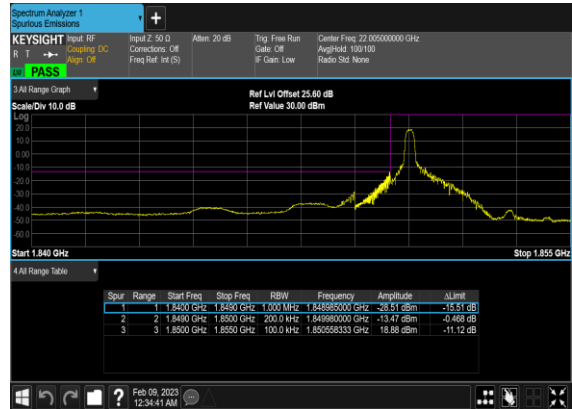 Spectrum Analyzer 1
Spurious Emissions
KEYSIGHT
R T
LW PASS
Input: RF
Coupling: DC
Align: Off
Input Z: 50 Ω
Corrections: Off
Freq Ref: Int (S)
Atten: 20 dB
Trig: Free Run
Gate: Off
IF Gain: Low
Center Freq: 22.005000000 GHz
Avg|Hold: 100/100
Radio Std: None
3 All Range Graph
Ref Lvl Offset 25.60 dB
Scale/Div 10.0 dB
Ref Value 30.00 dBm
Log
20.0
10.0
0.00
-10.0
-20.0
-30.0
-40.0
-50.0
-60.0
Start 1.840 GHz
Stop 1.855 GHz
4 All Range Table
Spur Range Start Freq Stop Freq RBW Frequency Amplitude ΔLimit
1 1 1.8400 GHz 1.8490 GHz 1.000 MHz 1.848985000 GHz -28.51 dBm -15.51 dB
2 2 1.8490 GHz 1.8500 GHz 200.0 kHz 1.849980000 GHz -13.47 dBm -0.468 dB
3 3 1.8500 GHz 1.8550 GHz 100.0 kHz 1.850558333 GHz 18.88 dBm -11.12 dB
?
Feb 09, 2023
12:34:41 AM